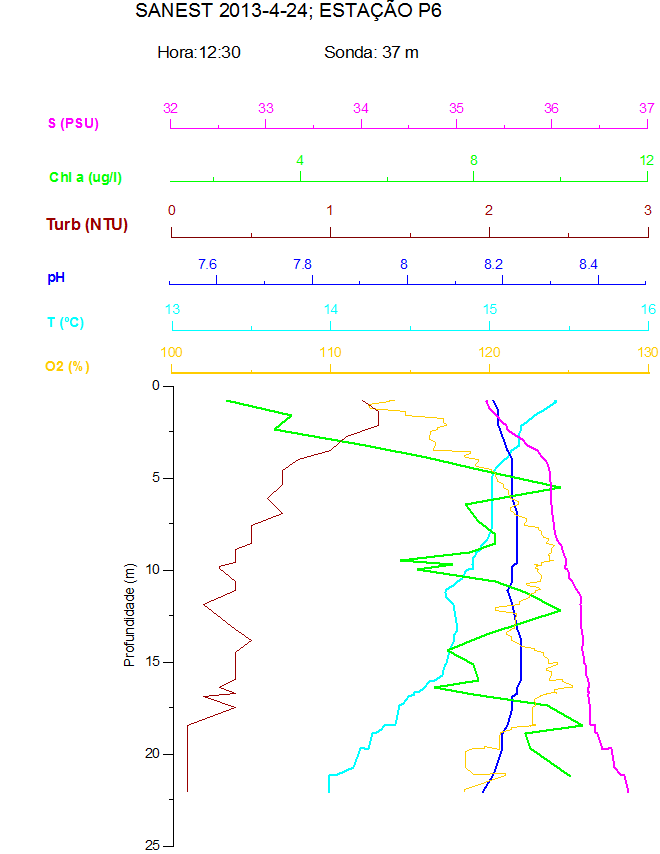 SANEST 2013-4-24; ESTAÇÃO P6
Hora:12:30 Sonda: 37 m
32 33 34 35 36 37
S (PSU)
4 8 12
Chl a (ug/l)
0 1 2 3
Turb (NTU)
7.6 7.8 8 8.2 8.4
pH
13 14 15 16
T (ºC)
100 110 120 130
O2 (%)
0
5
10
15
20
25
Profundidade (m)